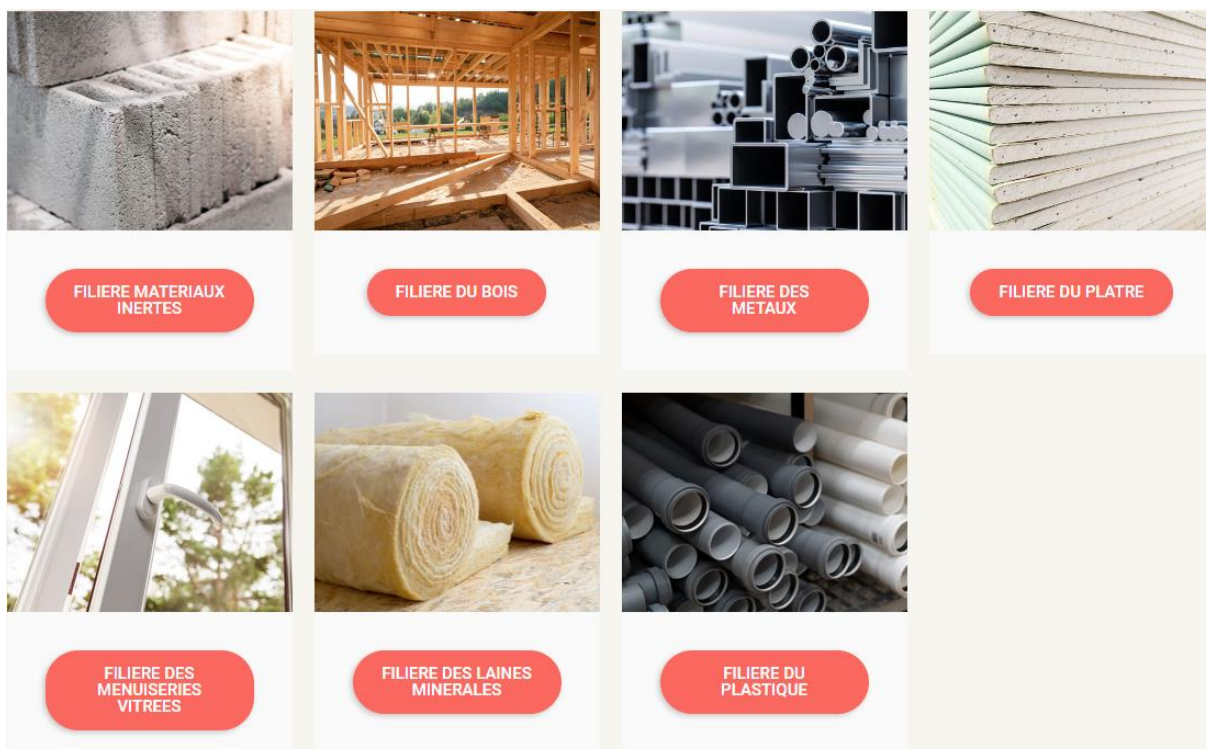 FILIERE MATERIAUX
INERTES
FILIERE DU BOIS
FILIERE DES
METAUX
FILIERE DU PLATRE
FILIERE DES
MENUISERIES
VITREES
FILIERE DES LAINES
MINERALES
FILIERE DU
PLASTIQUE